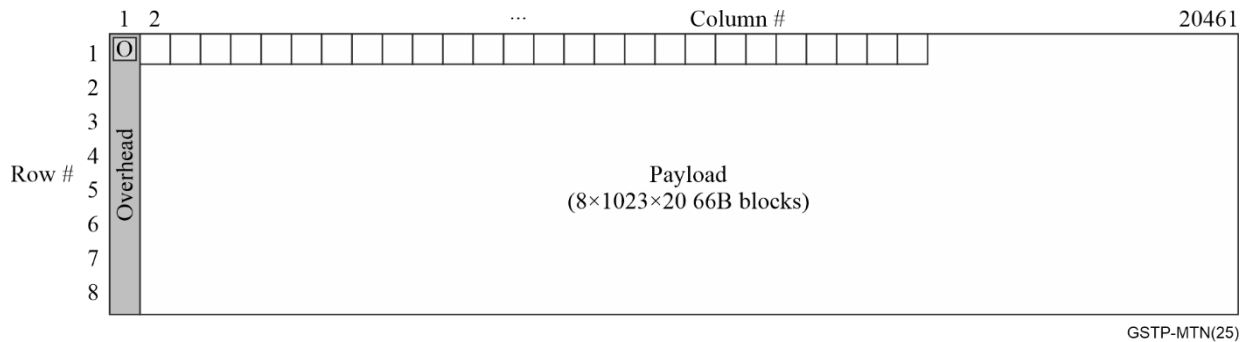 1 2 ... Column # 20461
1 O
2
3
4
Row #
5
6
7
8
Overhead
Payload
(8×1023×20 66B blocks)
GSTP-MTN(25)